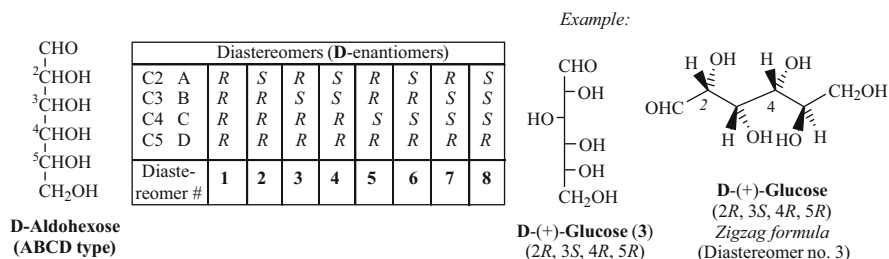 CHO
²CHOH
³CHOH
⁴CHOH
⁵CHOH
CH₂OH
D-Aldohexose
(ABCD type)
Diastereomers (D-enantiomers)
C2 A R S R S R S R S
C3 B R R S S R R S S
C4 C R R R R S S S S
C5 D R R R R R R R R
Diaste-
reomer # 1 2 3 4 5 6 7 8
Example:
CHO
OH
HO
OH
OH
CH₂OH
D-(+)-Glucose (3)
(2R, 3S, 4R, 5R)
H OH H OH
OHC 2 4 CH₂OH
H OH HO H
D-(+)-Glucose
(2R, 3S, 4R, 5R)
Zigzag formula
(Diastereomer no. 3)